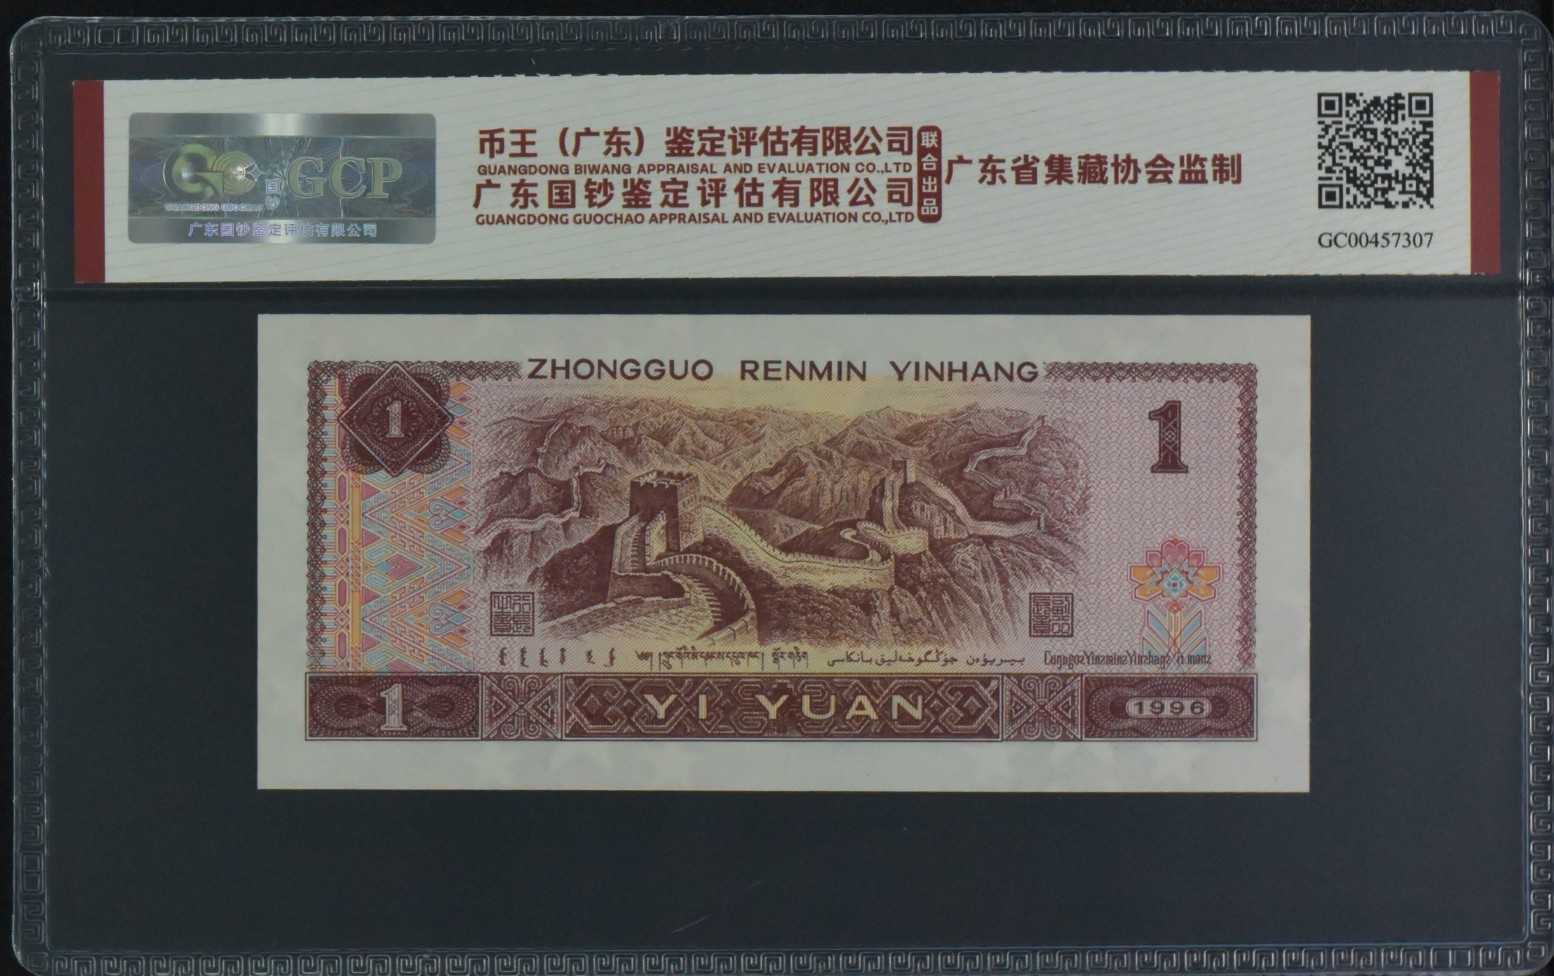 GCP
广东国钞鉴定评估有限公司
币王（广东）鉴定评估有限公司
GUANGDONG BIWANG APPRAISAL AND EVALUATION CO.,LTD
广东国钞鉴定评估有限公司
GUANGDONG GUOCHAO APPRAISAL AND EVALUATION CO.,LTD
联合出品
广东省集藏协会监制
GC00457307
ZHONGGUO RENMIN YINHANG
1
1
1
YI YUAN
1996